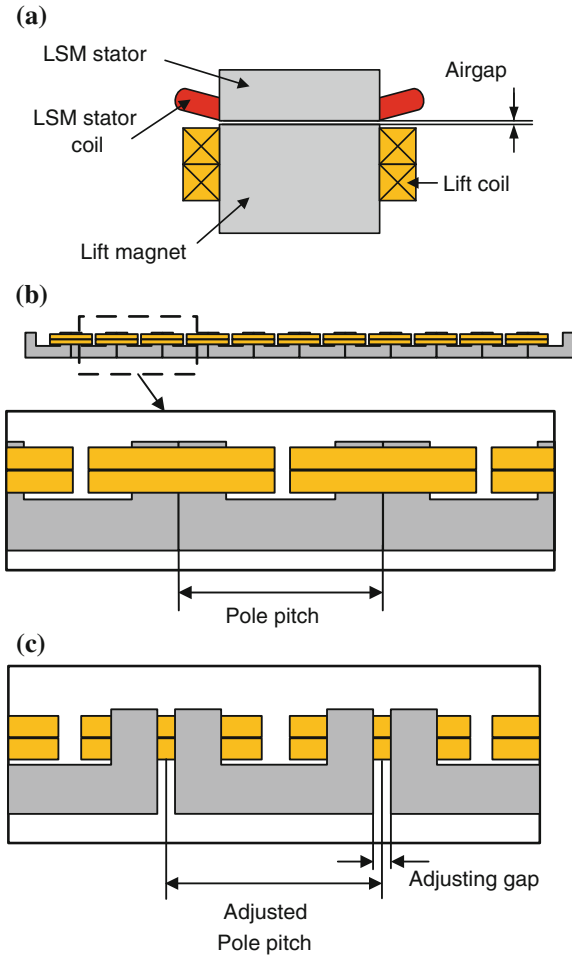 (a)
LSM stator
Airgap
LSM stator
coil
Lift coil
Lift magnet
(b)
Pole pitch
(c)
Adjusting gap
Adjusted
Pole pitch